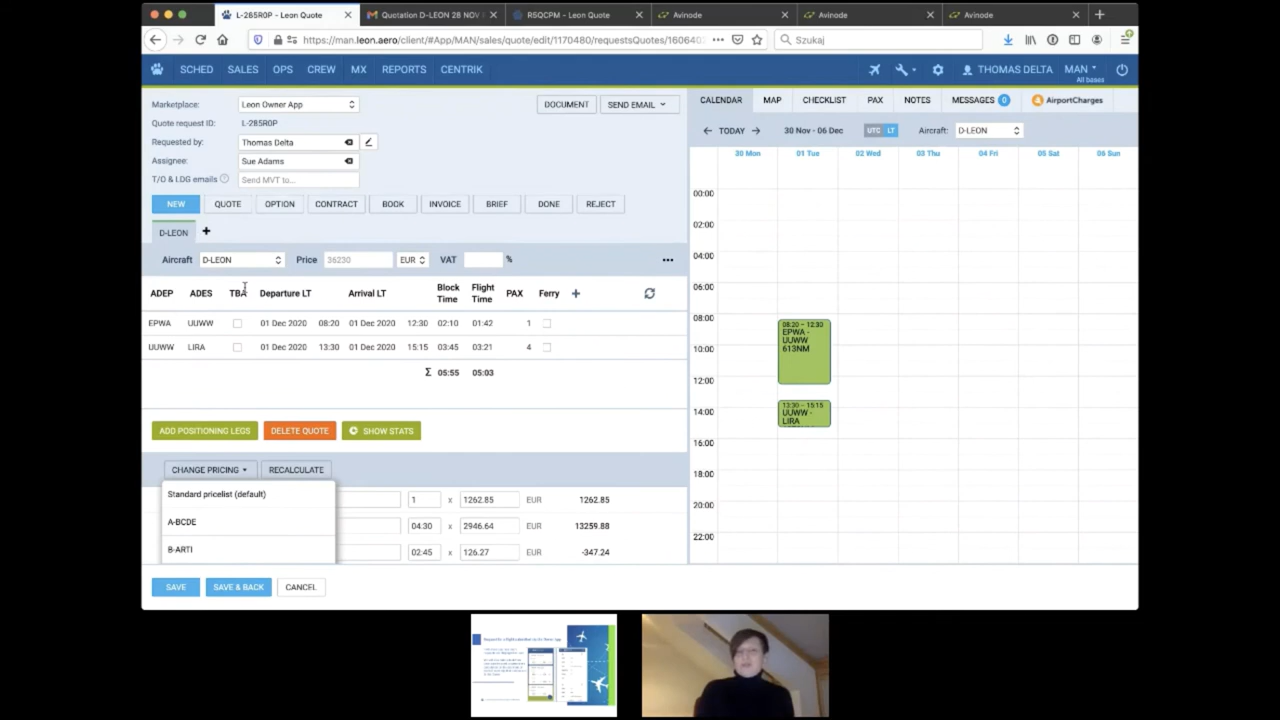 L-285R0P - Leon Quote
Quotation D-LEON 28 NOV
RSQCPM - Leon Quote
Avinode
Avinode
Avinode
https://man.leon.aero/client/#App/MAN/sales/quote/edit/1170480/requestsQuotes/160640
Szukaj
SCHED SALES OPS CREW MX REPORTS CENTRIK
THOMAS DELTA MAN
All bases
Marketplace: Leon Owner App DOCUMENT SEND EMAIL
Quote request ID: L-285R0P
Requested by: Thomas Delta
Assignee: Sue Adams
T/O & LDG emails Send MVT to...
NEW QUOTE OPTION CONTRACT BOOK INVOICE BRIEF DONE REJECT
D-LEON +
Aircraft D-LEON Price 36230 EUR VAT %
ADEP ADES TBA Departure LT Arrival LT Block Time Flight Time PAX Ferry +
EPWA UUWW 01 Dec 2020 08:20 01 Dec 2020 12:30 02:10 01:42 1
UUWW LIRA 01 Dec 2020 13:30 01 Dec 2020 15:15 03:45 03:21 4
Σ 05:55 05:03
ADD POSITIONING LEGS DELETE QUOTE SHOW STATS
CHANGE PRICING RECALCULATE
Standard pricelist (default)
A-BCDE
B-ARTI
1 x 1262.85 EUR 1262.85
04:30 x 2946.64 EUR 13259.88
02:45 x 126.27 EUR -347.24
SAVE SAVE & BACK CANCEL
CALENDAR MAP CHECKLIST PAX NOTES MESSAGES 0 AirportCharges
TODAY 30 Nov - 06 Dec UTC LT Aircraft: D-LEON
30 Mon 01 Tue 02 Wed 03 Thu 04 Fri 05 Sat 06 Sun
00:00
02:00
04:00
06:00
08:00
10:00
12:00
14:00
16:00
18:00
20:00
22:00
08:20 – 12:30
EPWA -
UUWW
613NM
13:30 – 15:15
UUWW -
LIRA